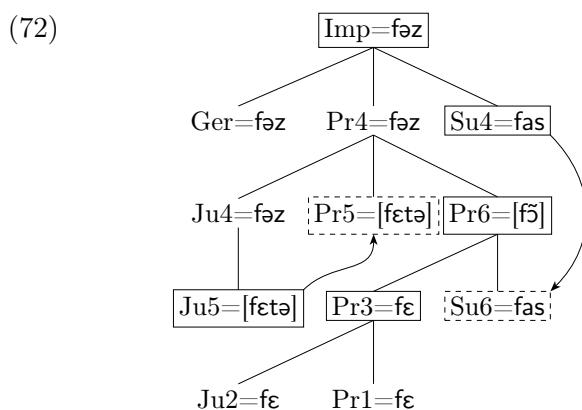 (72)
Imp=fəz
Ger=fəz Pr4=fəz Su4=fas
Ju4=fəz Pr5=[fɛtə] Pr6=[fɔ̃]
Ju5=[fɛtə] Pr3=fɛ Su6=fas
Ju2=fɛ Pr1=fɛ